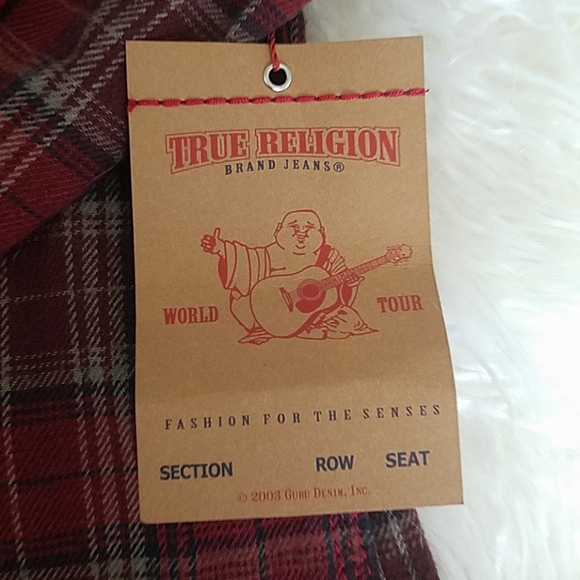 TRUE RELIGION
BRAND JEANS®
WORLD TOUR
FASHION FOR THE SENSES
SECTION ROW SEAT
© 2003 GURU DENIM, INC.